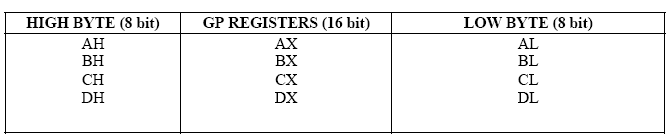 HIGH BYTE (8 bit) GP REGISTERS (16 bit) LOW BYTE (8 bit)
AH AX AL
BH BX BL
CH CX CL
DH DX DL